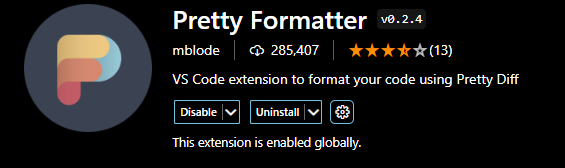 Pretty Formatter v0.2.4
mblode 285,407 (13)
VS Code extension to format your code using Pretty Diff
Disable Uninstall
This extension is enabled globally.